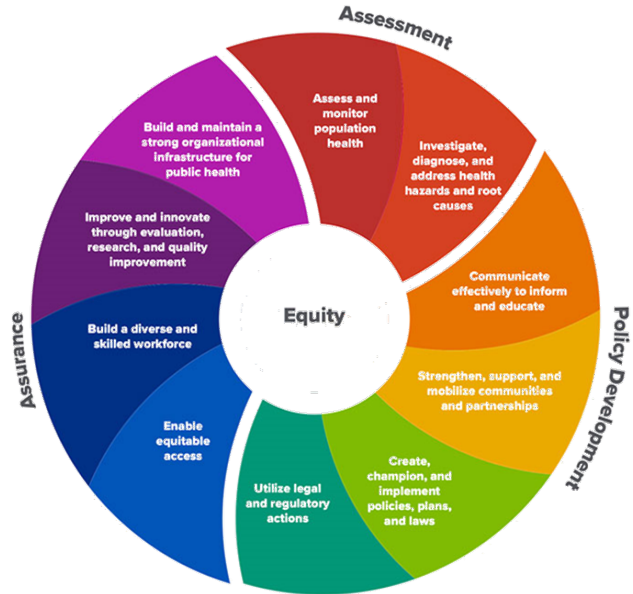 Assessment
Assess and
monitor
population
health
Investigate,
diagnose, and
address health
hazards and root
causes
Communicate
effectively to inform
and educate
Policy Development
Strengthen, support, and
mobilize communities
and partnerships
Create,
champion, and
implement
policies, plans,
and laws
Utilize legal
and regulatory
actions
Enable
equitable
access
Assurance
Build a diverse and
skilled workforce
Improve and innovate
through evaluation,
research, and quality
improvement
Build and maintain a
strong organizational
infrastructure for
public health
Equity